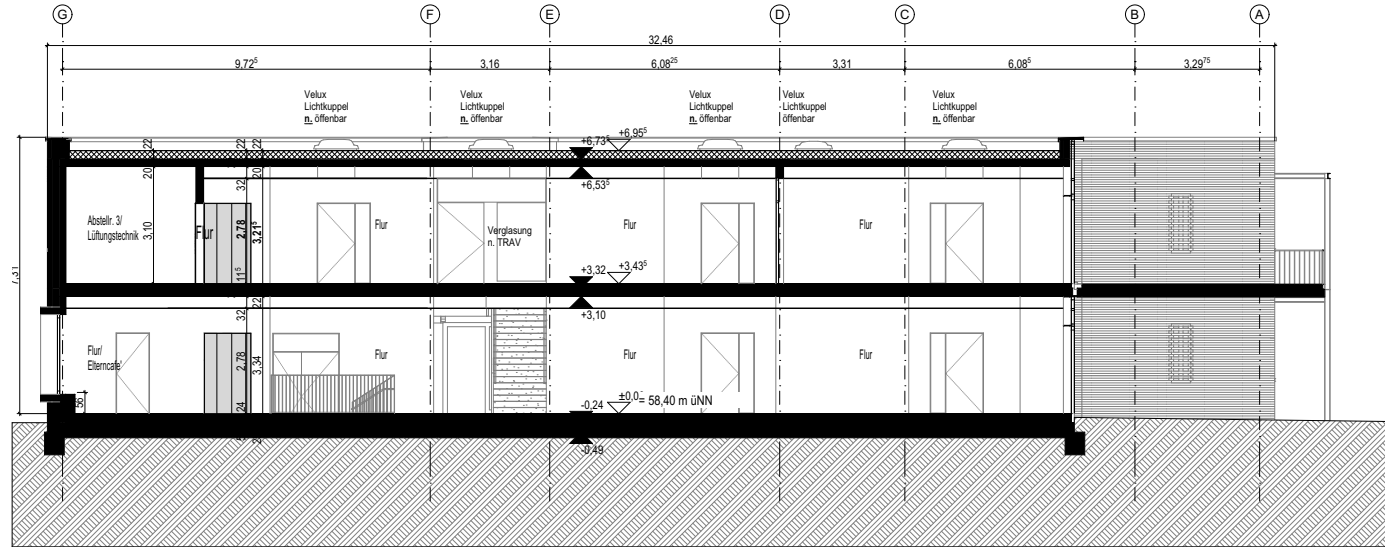 G F E D C B A
32,46
9,72⁵ 3,16 6,08²⁵ 3,31 6,08⁵ 3,29⁷⁵
Velux
Lichtkuppel
n. öffenbar
Velux
Lichtkuppel
n. öffenbar
Velux
Lichtkuppel
n. öffenbar
Velux
Lichtkuppel
öffenbar
Velux
Lichtkuppel
n. öffenbar
22 22 22
+6,73⁵ +6,95⁵
20 32 20
+6,53⁵
7,31
Abstellr. 3/
Lüftungstechnik
3,10
Flur
2,78
3,21⁵
Flur
Verglasung
n. TRAV
Flur
Flur
11⁵
+3,32 +3,43⁵
32 22
+3,10
Flur/
Elterncafe'
2,78
3,34
Flur
Flur
Flur
56¹
24
-0,24
±0,0 = 58,40 m üNN
-0,49